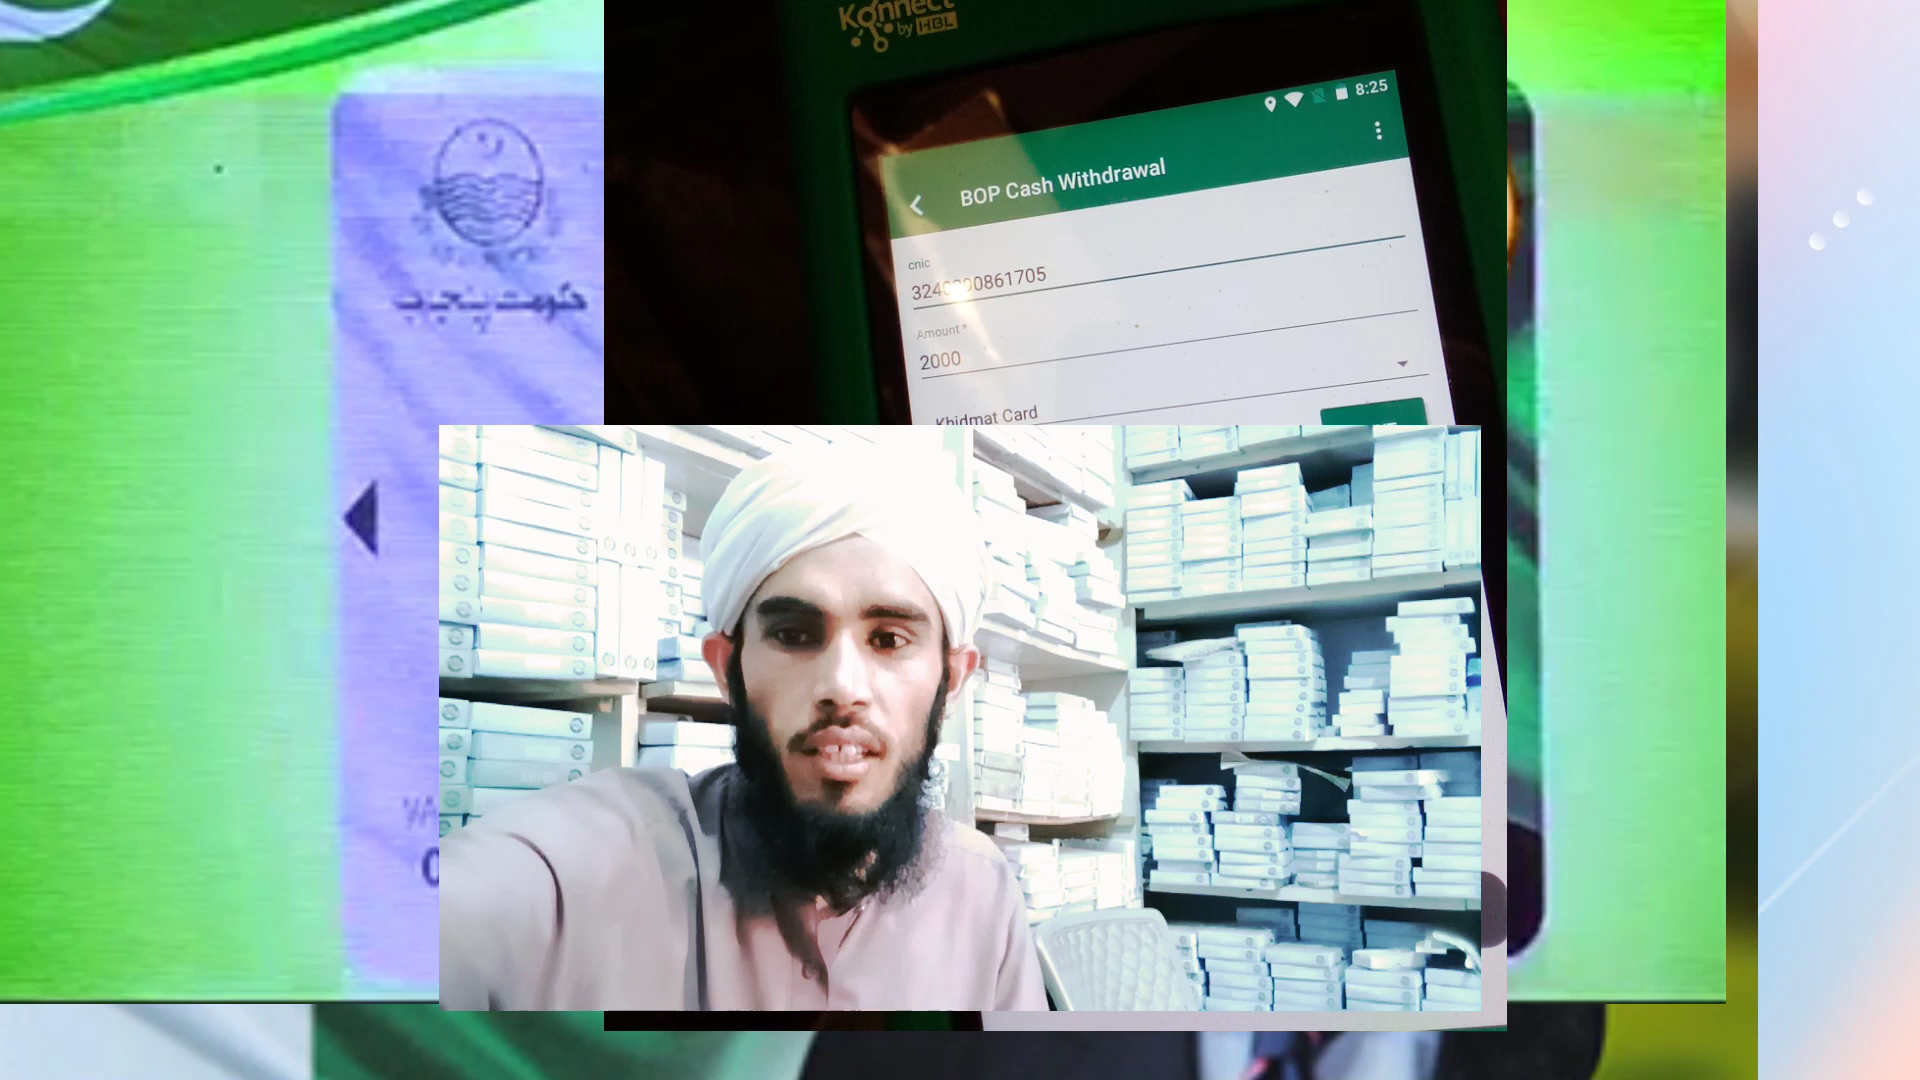 Konnect
by HBL
8:25
BOP Cash Withdrawal
cnic
Amount *
2000
Khidmat Card
حکومت پنجاب